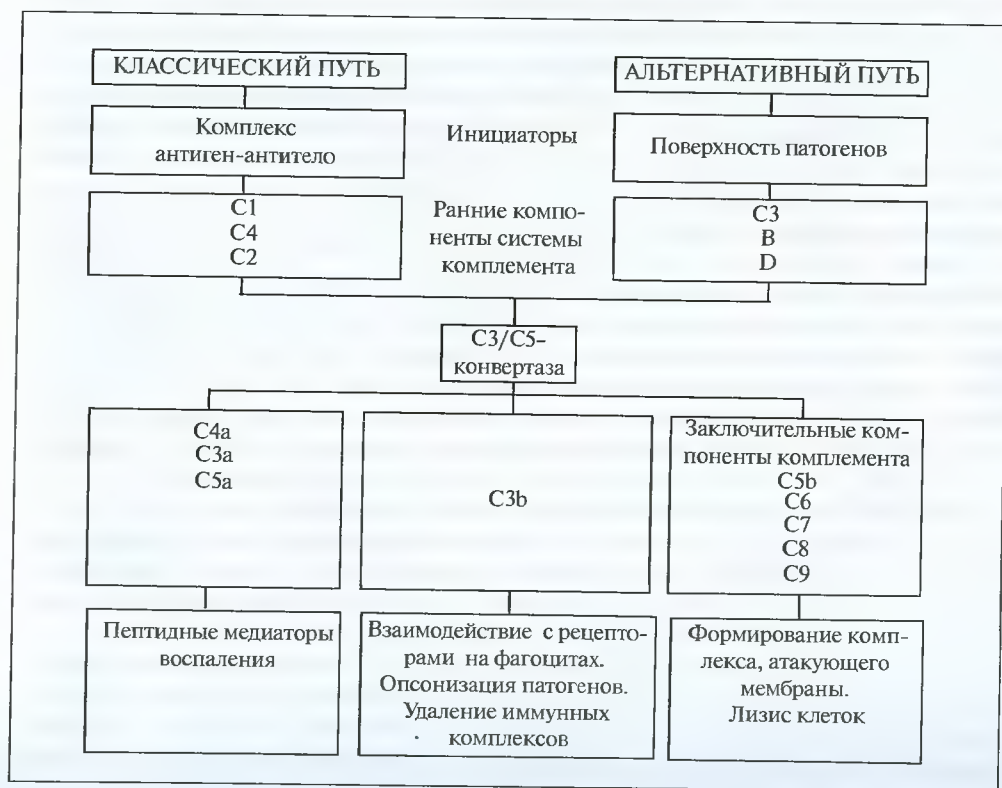 КЛАССИЧЕСКИЙ ПУТЬ
АЛЬТЕРНАТИВНЫЙ ПУТЬ
Комплекс
антиген-антитело
Инициаторы
Поверхность патогенов
C1
C4
C2
Ранние компо-
ненты системы
комплемента
C3
B
D
C3/C5–
конвертаза
C4a
C3a
C5a
C3b
Заключительные ком-
поненты комплемента
C5b
C6
C7
C8
C9
Пептидные медиаторы
воспаления
Взаимодействие с рецепто-
рами на фагоцитах.
Опсонизация патогенов.
Удаление иммунных
комплексов
Формирование комп-
лекса, атакующего
мембраны.
Лизис клеток